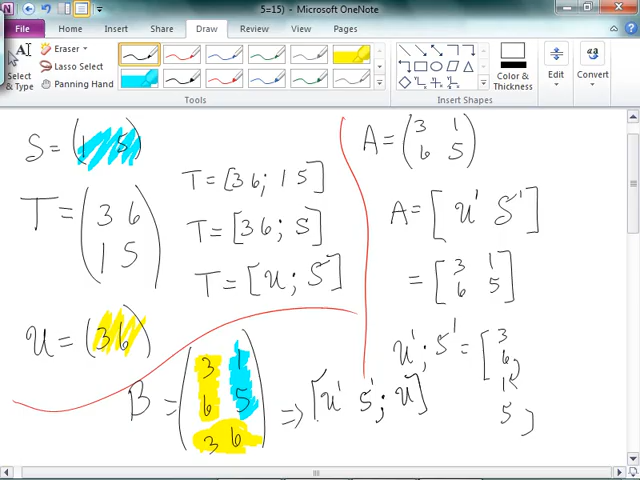 5=15) - Microsoft OneNote
File Home Insert Share Draw Review View
Select & Type
Eraser
Lasso Select
Panning Hand
Color & Thickness
Edit
Convert
Tools
Insert Shapes
S = (1 5)
T = (3 6
1 5)
U = (3 6)
T = [3 6; 1 5]
T = [3 6; S]
T = [U; S]
A = (3 1
6 5)
A = [U' S']
= [3 1
6 5]
U'; S' = [3
6
1
5]
B = (3 1
6 5
3 6) => [U' S'; U]